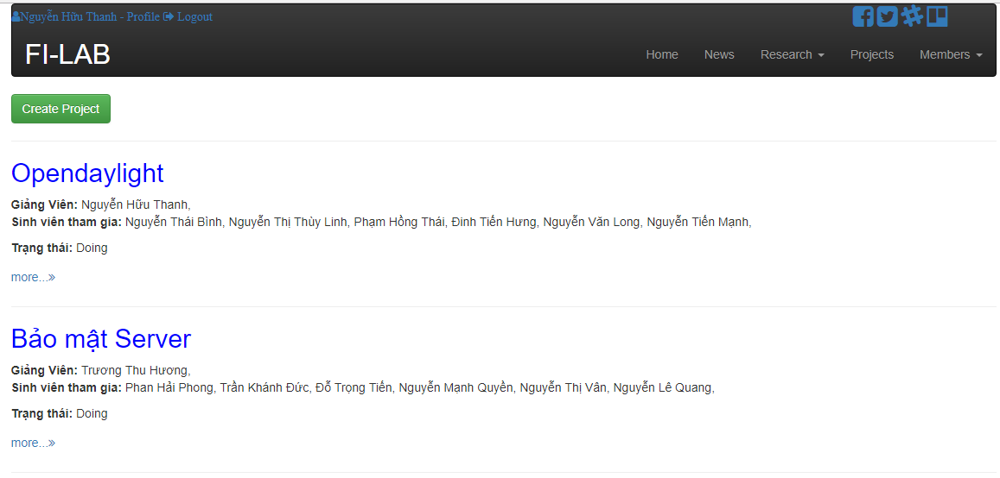 Nguyễn Hữu Thanh - Profile Logout
FI-LAB
Home News Research Projects Members
Create Project
Opendaylight
Giảng Viên: Nguyễn Hữu Thanh,
Sinh viên tham gia: Nguyễn Thái Bình, Nguyễn Thị Thùy Linh, Phạm Hồng Thái, Đinh Tiến Hưng, Nguyễn Văn Long, Nguyễn Tiến Mạnh,
Trạng thái: Doing
more...»
Bảo mật Server
Giảng Viên: Trương Thu Hương,
Sinh viên tham gia: Phan Hải Phong, Trần Khánh Đức, Đỗ Trọng Tiến, Nguyễn Mạnh Quyền, Nguyễn Thị Vân, Nguyễn Lê Quang,
Trạng thái: Doing
more...»